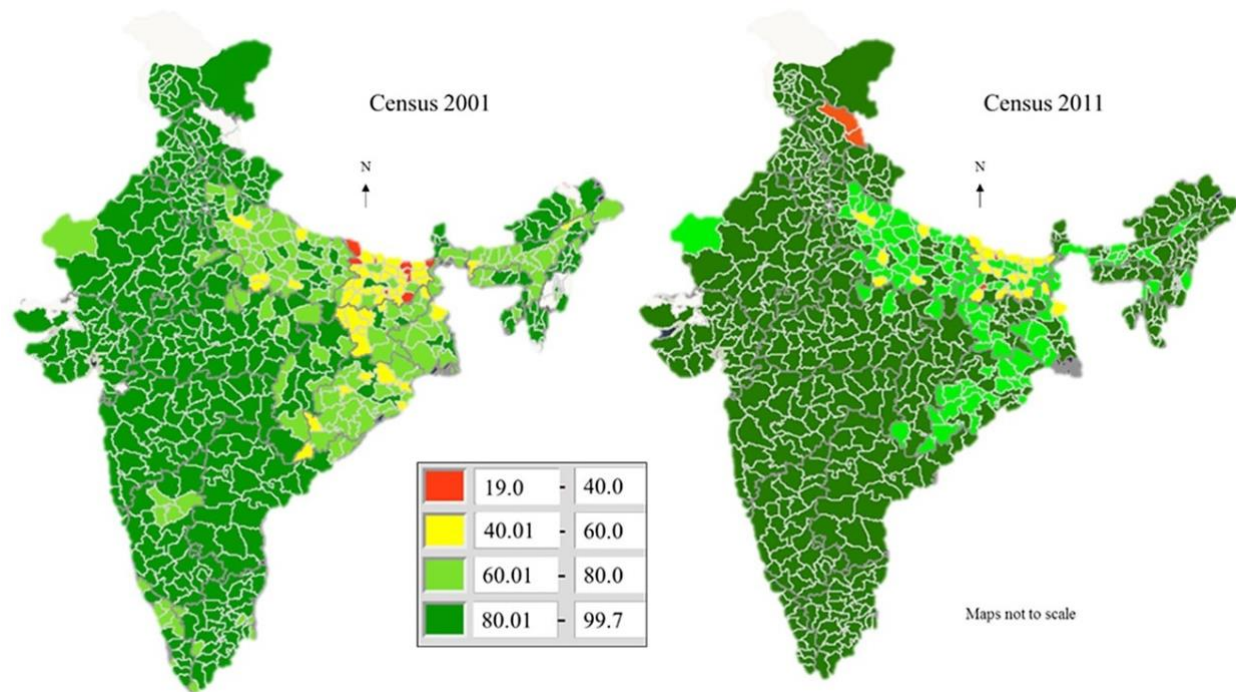 Census 2001
Census 2011
N
N
19.0 - 40.0
40.01 - 60.0
60.01 - 80.0
80.01 - 99.7
Maps not to scale